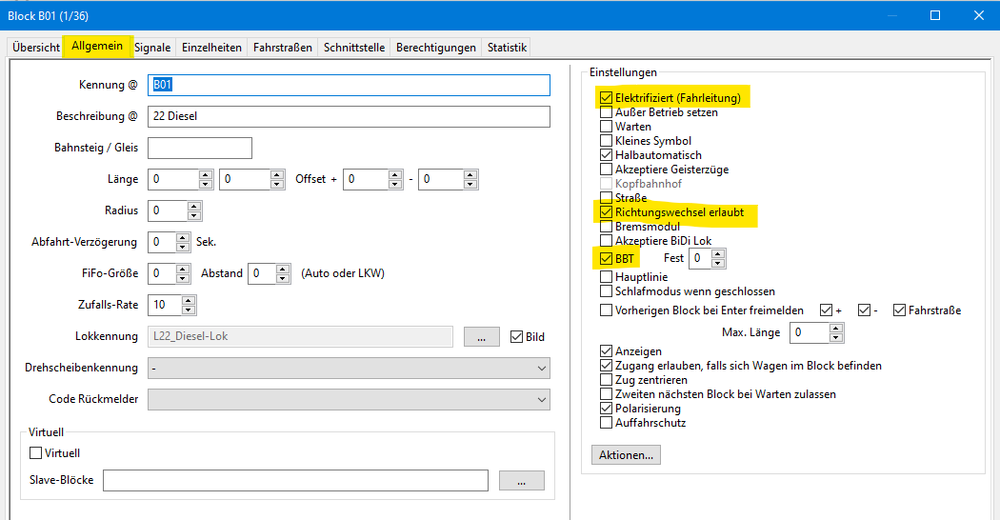 Block B01 (1/36)
Übersicht Allgemein Signale Einzelheiten Fahrstraßen Schnittstelle Berechtigungen Statistik
Kennung @ B01
Beschreibung @ 22 Diesel
Bahnsteig / Gleis
Länge 0 0 Offset + 0 - 0
Radius 0
Abfahrt-Verzögerung 0 Sek.
FiFo-Größe 0 Abstand 0 (Auto oder LKW)
Zufalls-Rate 10
Lokkennung L22_Diesel-Lok ... Bild
Drehscheibenkennung -
Code Rückmelder
Virtuell
Virtuell
Slave-Blöcke ...
Einstellungen
Elektrifiziert (Fahrleitung)
Außer Betrieb setzen
Warten
Kleines Symbol
Halbautomatisch
Akzeptiere Geisterzüge
Kopfbahnhof
Straße
Richtungswechsel erlaubt
Bremsmodul
Akzeptiere BiDi Lok
BBT Fest 0
Hauptlinie
Schlafmodus wenn geschlossen
Vorherigen Block bei Enter freimelden + - Fahrstraße
Max. Länge 0
Anzeigen
Zugang erlauben, falls sich Wagen im Block befinden
Zug zentrieren
Zweiten nächsten Block bei Warten zulassen
Polarisierung
Auffahrschutz
Aktionen...